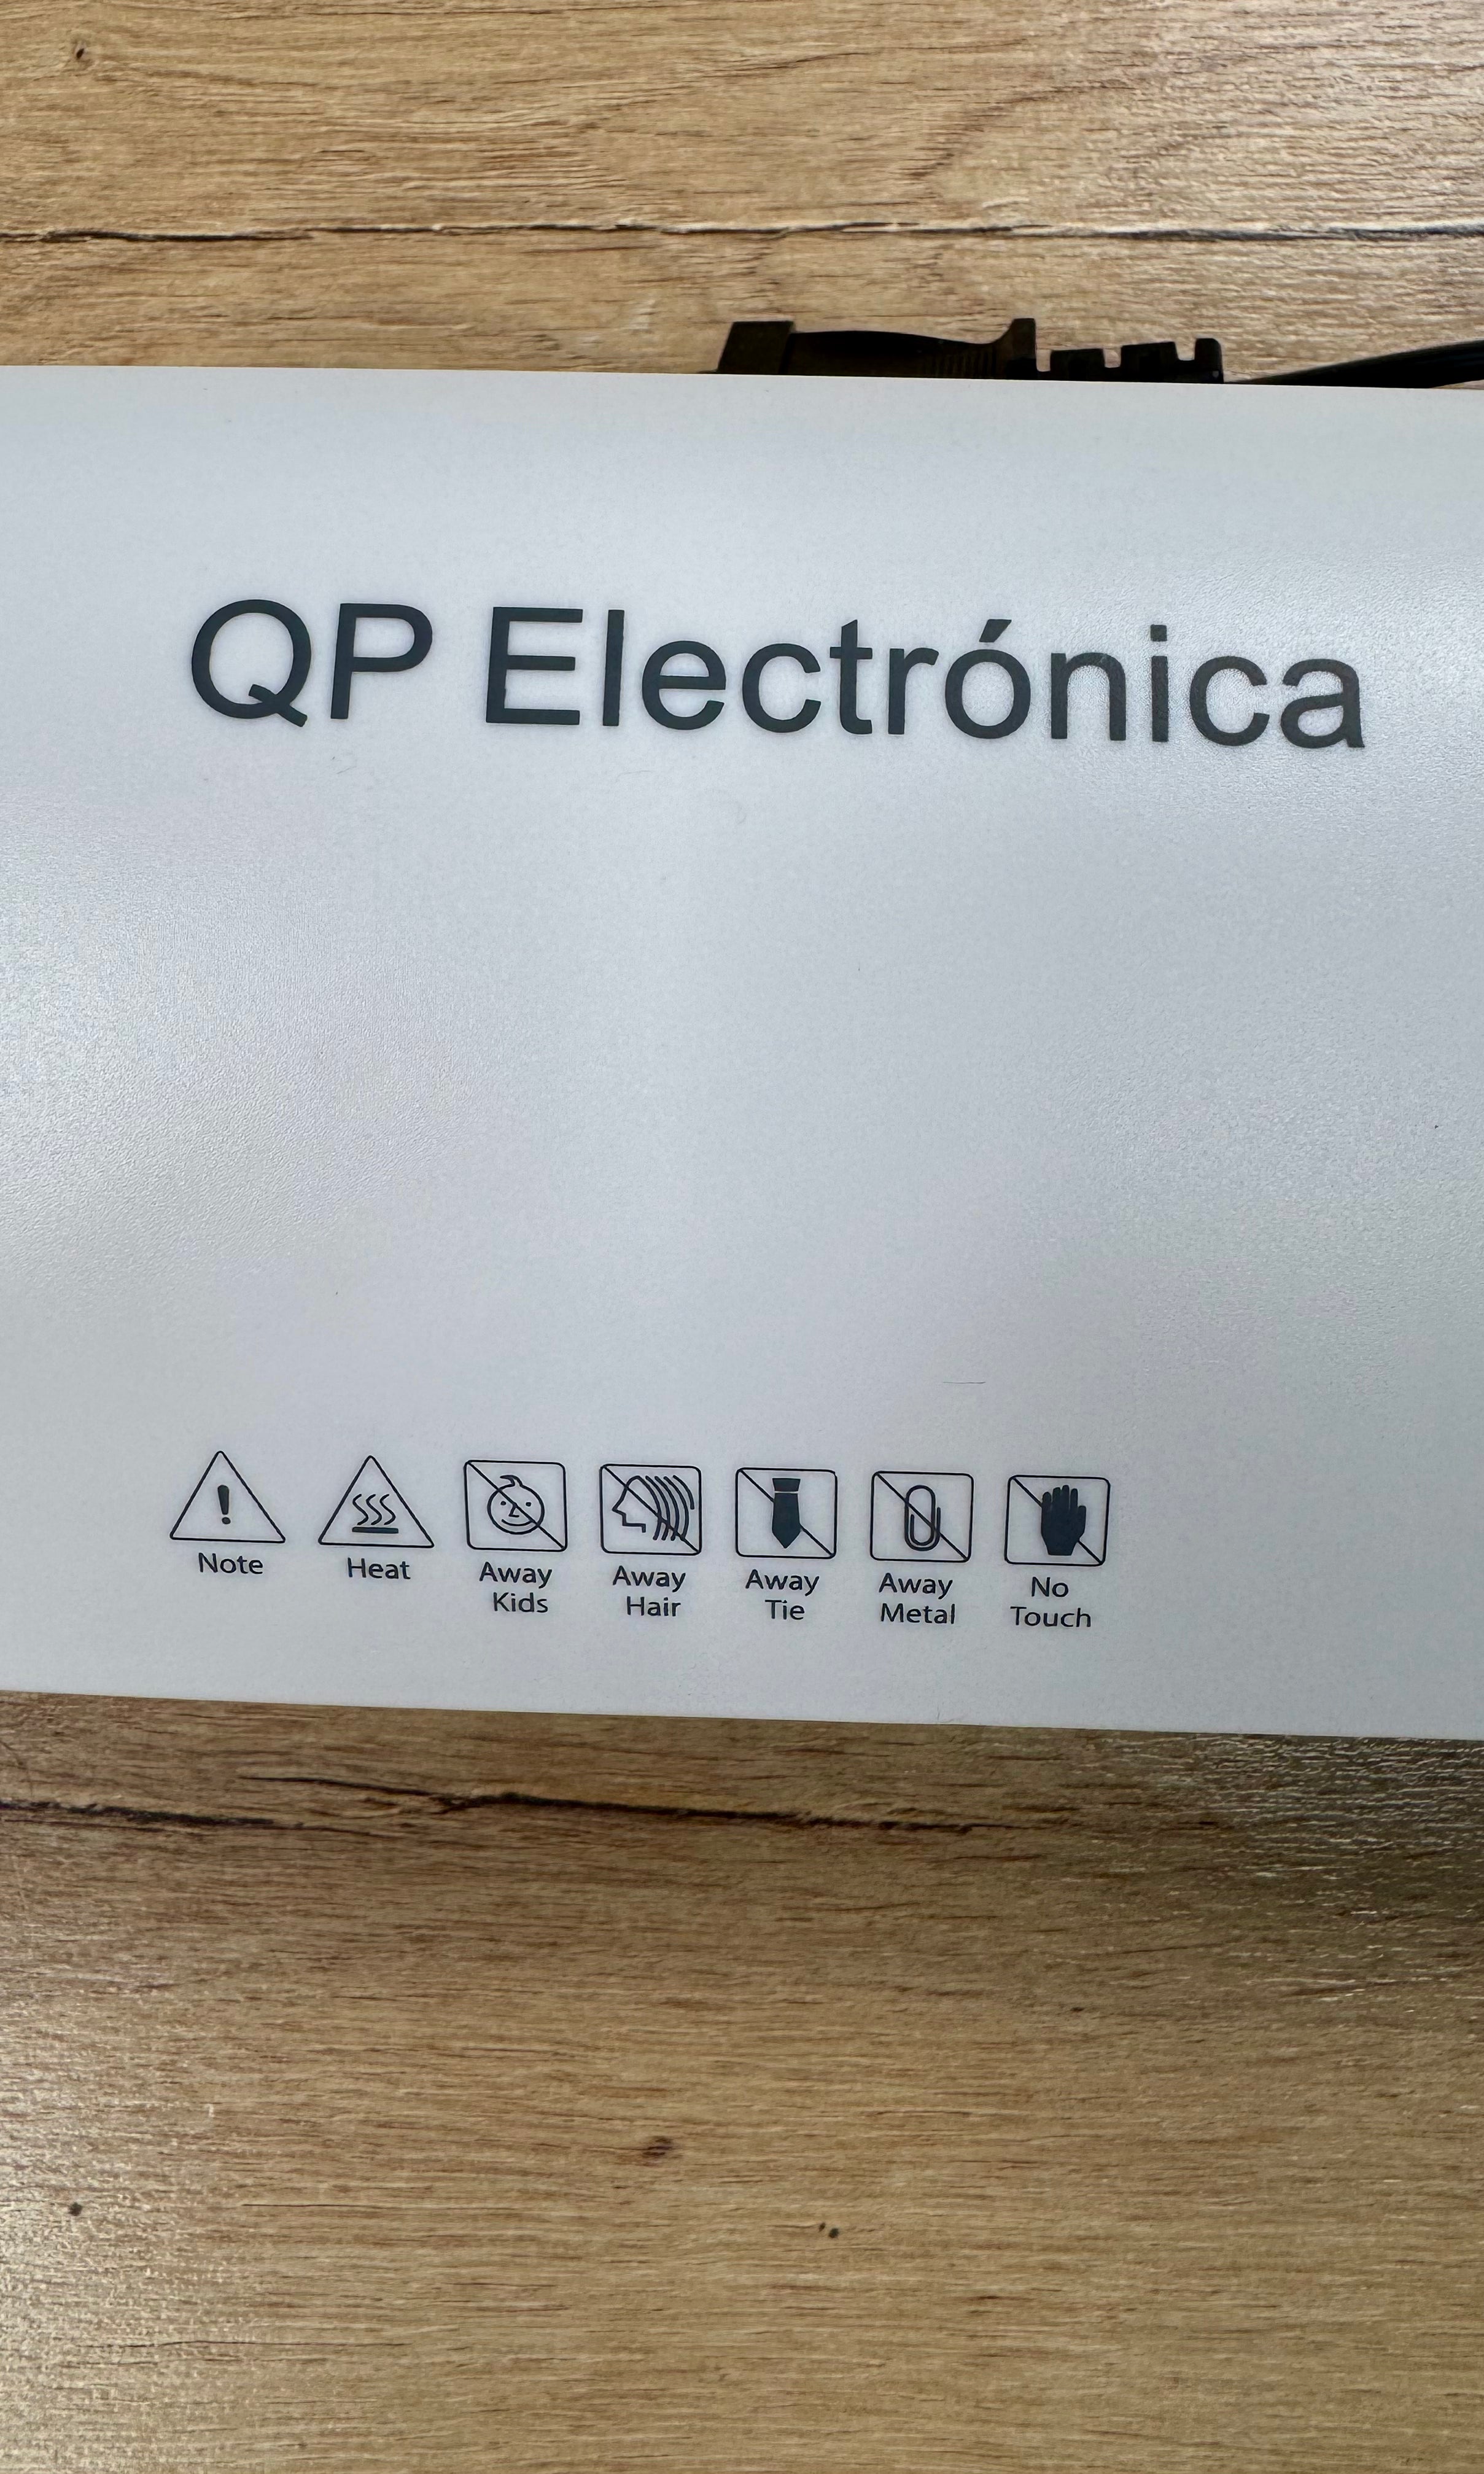 QP Electrónica
Note Heat Away Away Away Away No
Kids Hair Tie Metal Touch